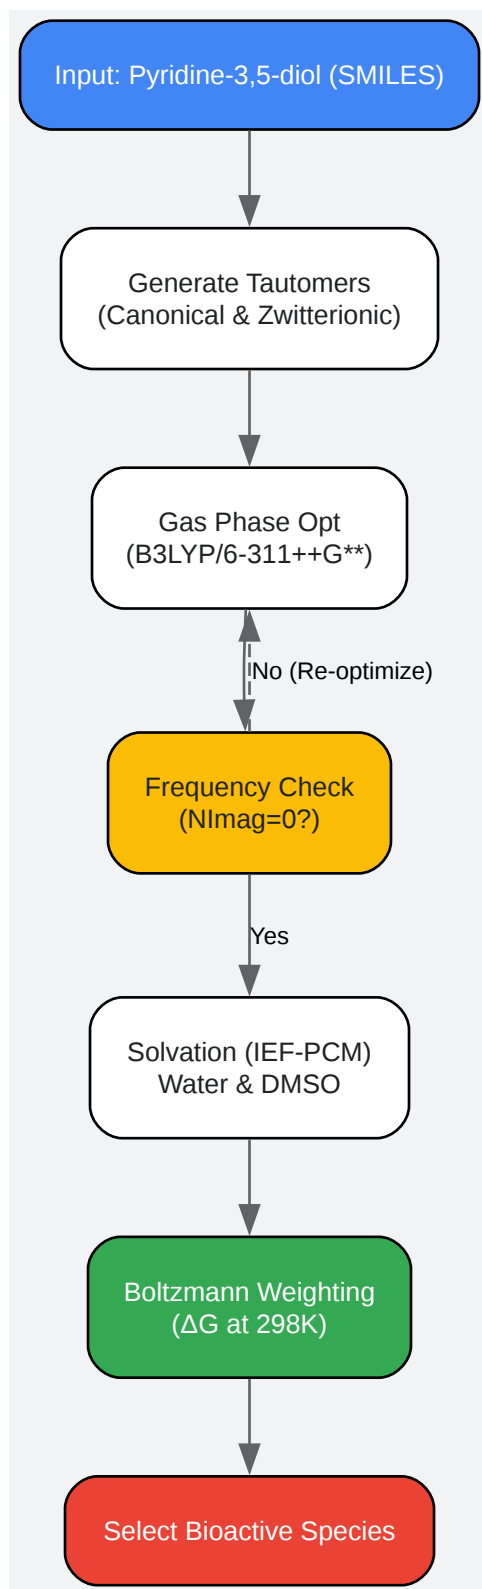 Input: Pyridine-3,5-diol (SMILES)
Generate Tautomers
(Canonical & Zwitterionic)
Gas Phase Opt
(B3LYP/6-311++G**)
No (Re-optimize)
Frequency Check
(NImag=0?)
Yes
Solvation (IEF-PCM)
Water & DMSO
Boltzmann Weighting
(ΔG at 298K)
Select Bioactive Species